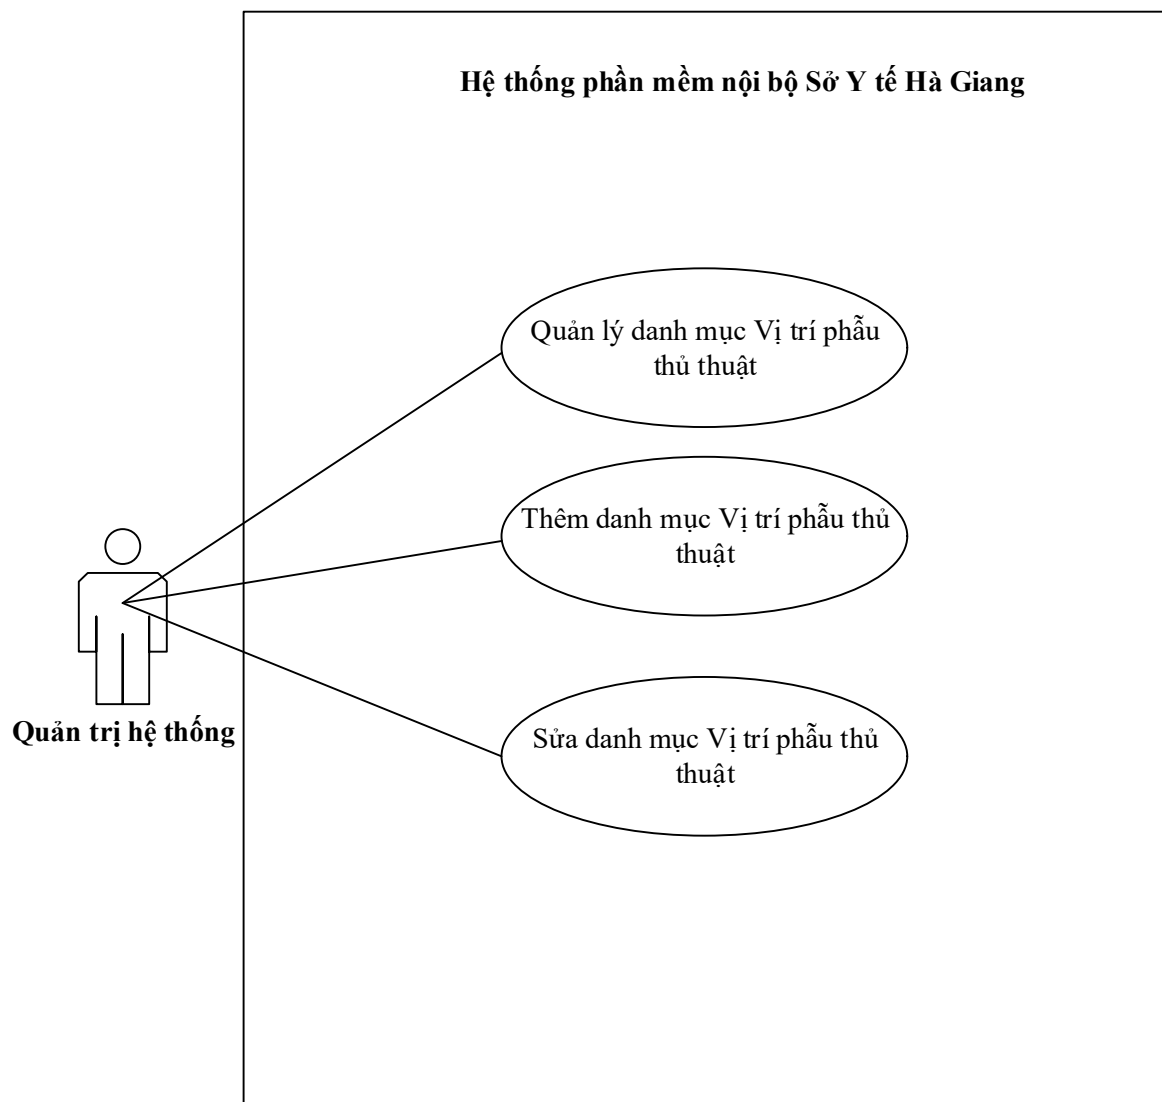 Hệ thống phần mềm nội bộ Sở Y tế Hà Giang
Quản lý danh mục Vị trí phẫu
thủ thuật
Thêm danh mục Vị trí phẫu thủ
thuật
Quản trị hệ thống
Sửa danh mục Vị trí phẫu thủ
thuật